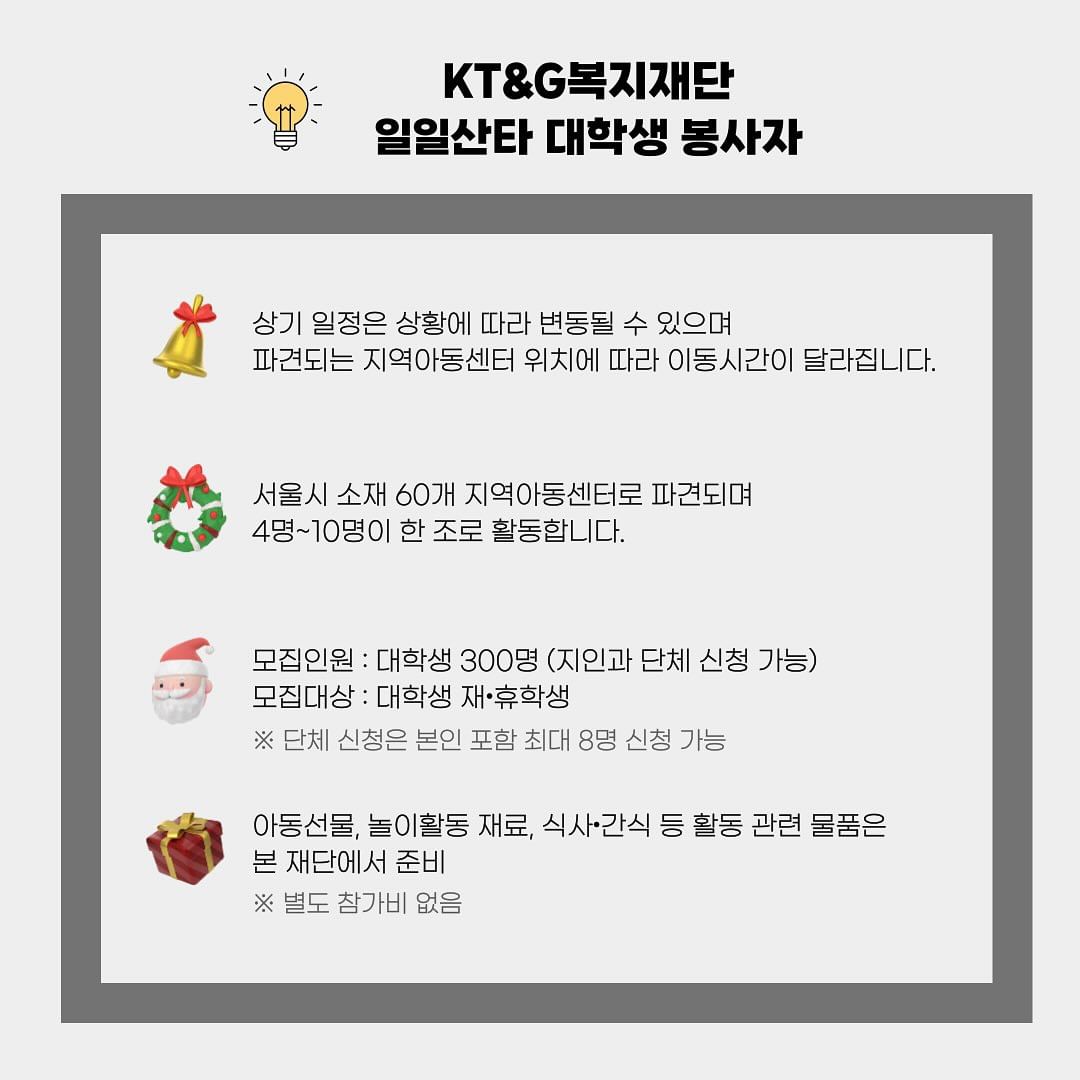 KT&G복지재단
일일산타 대학생 봉사자
상기 일정은 상황에 따라 변동될 수 있으며
파견되는 지역아동센터 위치에 따라 이동시간이 달라집니다.
서울시 소재 60개 지역아동센터로 파견되며
4명~10명이 한 조로 활동합니다.
모집인원 : 대학생 300명 (지인과 단체 신청 가능)
모집대상 : 대학생 재•휴학생
※ 단체 신청은 본인 포함 최대 8명 신청 가능
아동선물, 놀이활동 재료, 식사•간식 등 활동 관련 물품은
본 재단에서 준비
※ 별도 참가비 없음